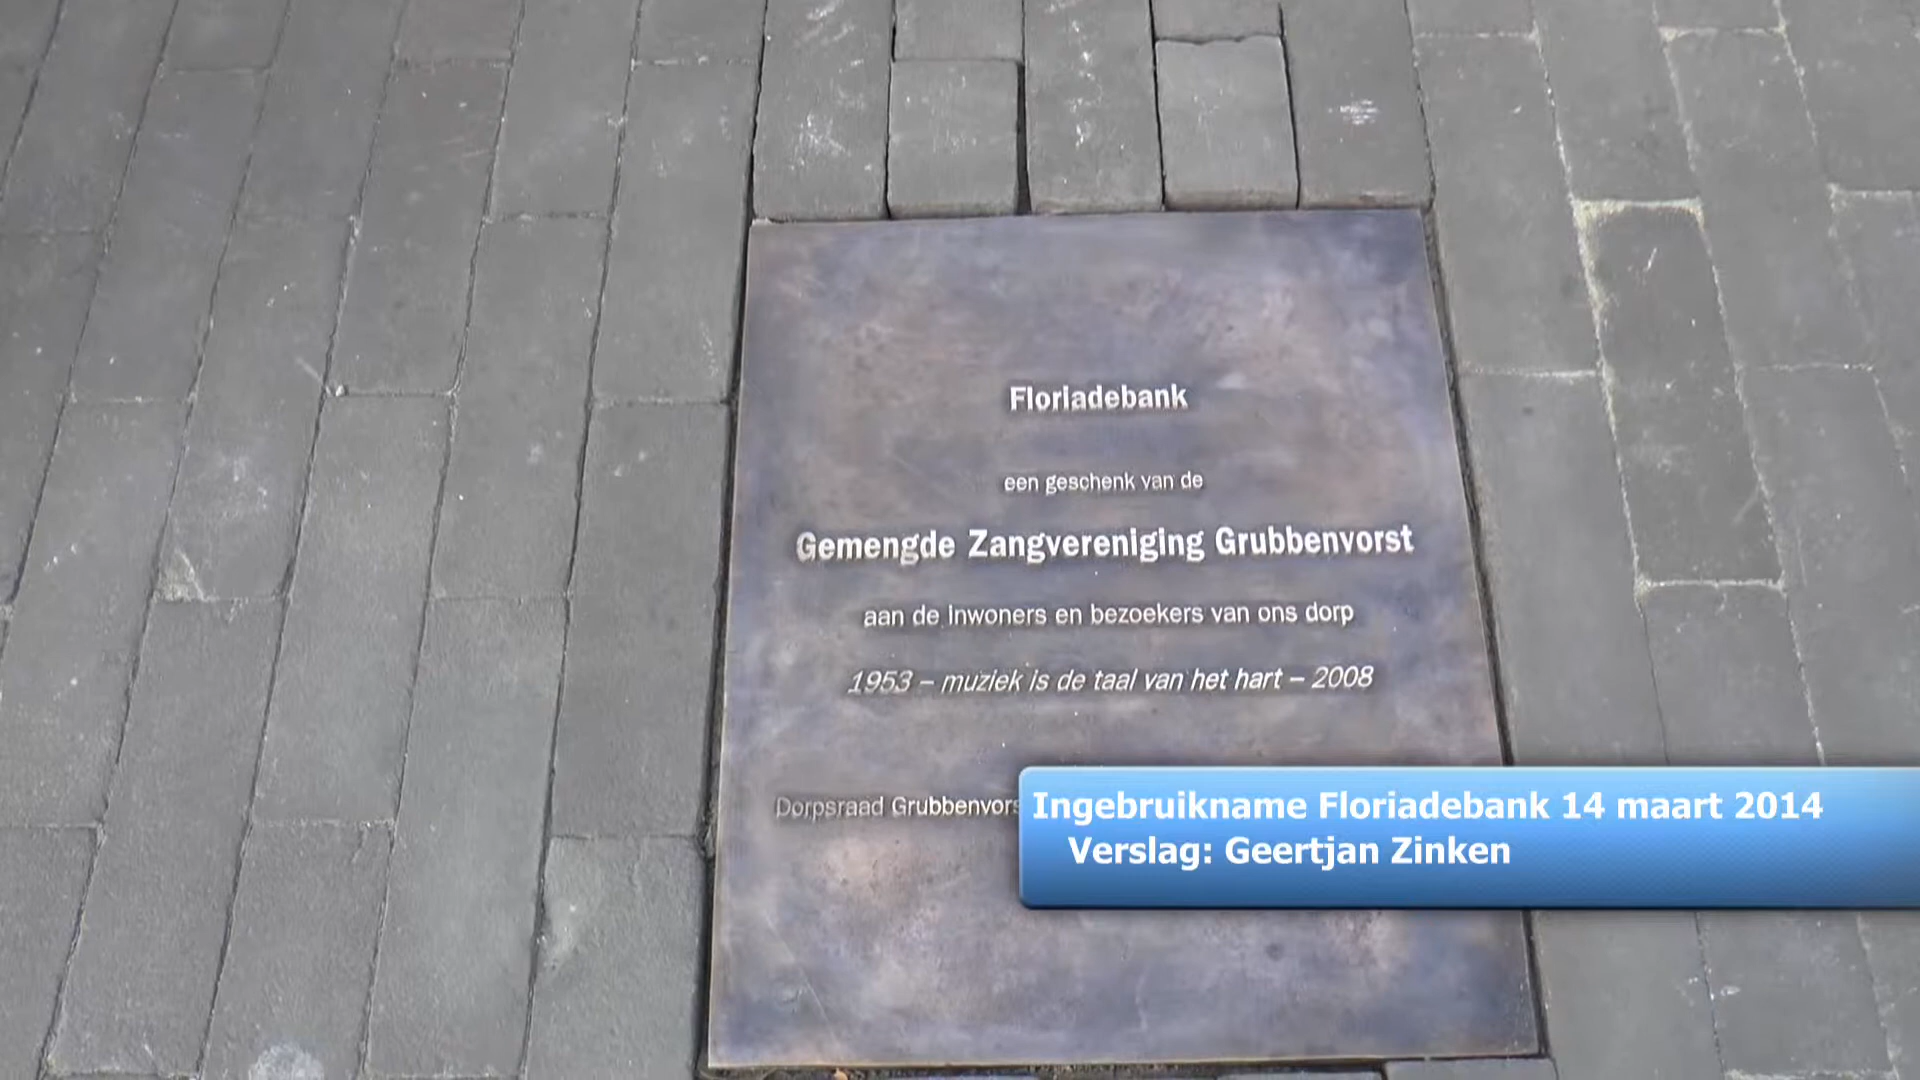 Floriadebank
een geschenk van de
Gemengde Zangvereniging Grubbenvorst
aan de inwoners en bezoekers van ons dorp
1953 – muziek is de taal van het hart – 2008
Dorpsraad
Ingebruikname Floriadebank 14 maart 2014
Verslag: Geertjan Zinken